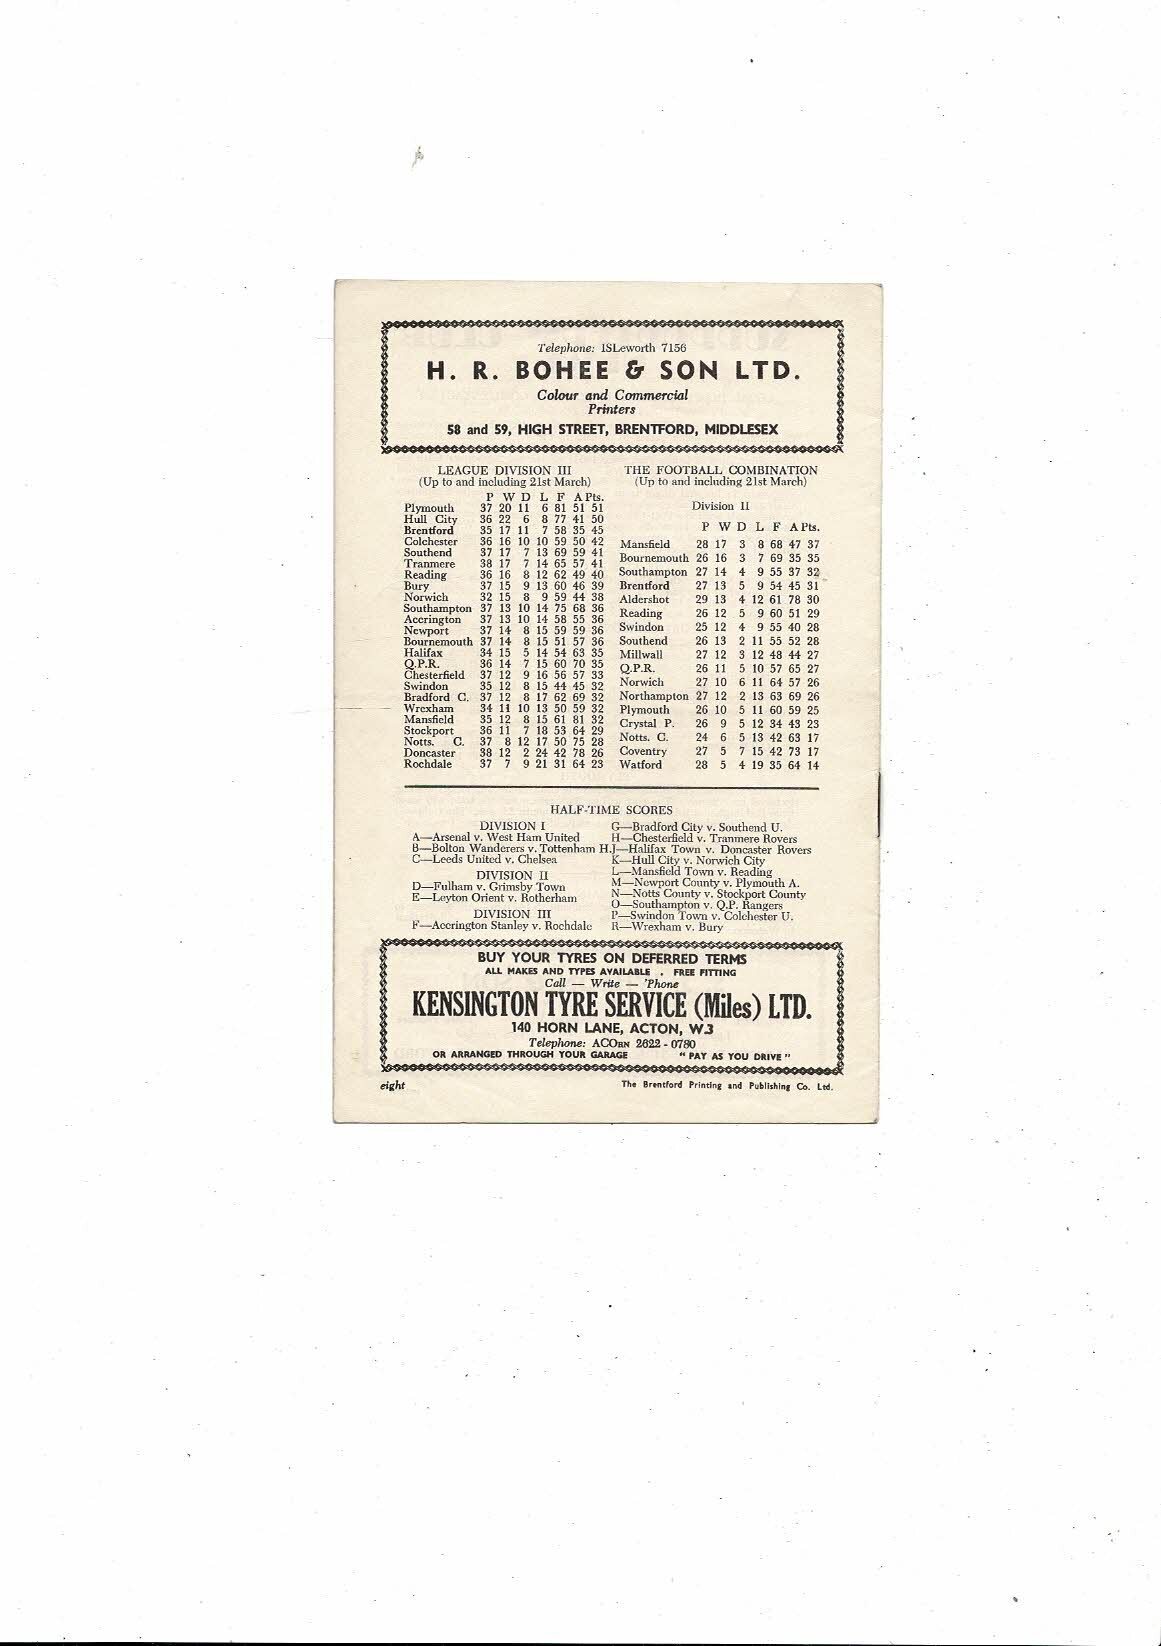 Telephone: ISLeworth 7156
H. R. BOHEE & SON LTD.
Colour and Commercial
Printers
58 and 59, HIGH STREET, BRENTFORD, MIDDLESEX
LEAGUE DIVISION III
(Up to and including 21st March)
P W D L F A Pts.
Plymouth 37 20 11 6 81 51 51
Hull City 36 22 6 8 77 41 50
Brentford 35 17 11 7 58 35 45
Colchester 36 16 10 10 59 50 42
Southend 37 17 7 13 69 59 41
Tranmere 38 17 7 14 65 57 41
Reading 36 16 8 12 62 49 40
Bury 37 15 9 13 60 46 39
Norwich 32 15 8 9 59 44 38
Southampton 37 13 10 14 75 68 36
Accrington 37 13 10 14 58 55 36
Newport 37 14 8 15 59 59 36
Bournemouth 37 14 8 15 51 57 36
Halifax 34 15 5 14 54 63 35
Q.P.R. 36 14 7 15 60 70 35
Chesterfield 37 12 9 16 56 57 33
Swindon 35 12 8 15 44 45 32
Bradford C. 37 12 8 17 62 69 32
Wrexham 34 11 10 13 50 59 32
Mansfield 35 12 8 15 61 81 32
Stockport 36 11 7 18 53 64 29
Notts. C. 37 8 12 17 50 75 28
Doncaster 38 12 2 24 42 78 26
Rochdale 37 7 9 21 31 64 23
THE FOOTBALL COMBINATION
(Up to and including 21st March)
Division II
P W D L F A Pts.
Mansfield 28 17 3 8 68 47 37
Bournemouth 26 16 3 7 69 35 35
Southampton 27 14 4 9 55 37 32
Brentford 27 13 5 9 54 45 31
Aldershot 29 13 4 12 61 78 30
Reading 26 12 5 9 60 51 29
Swindon 25 12 4 9 55 40 28
Southend 26 13 2 11 55 52 28
Millwall 27 12 3 12 48 44 27
Q.P.R. 26 11 5 10 57 65 27
Norwich 27 10 6 11 64 57 26
Northampton 27 12 2 13 63 69 26
Plymouth 26 10 5 11 60 59 25
Crystal P. 26 9 5 12 34 43 23
Notts. C. 24 6 5 13 42 63 17
Coventry 27 5 7 15 42 73 17
Watford 28 5 4 19 35 64 14
HALF-TIME SCORES
DIVISION I
A—Arsenal v. West Ham United
B—Bolton Wanderers v. Tottenham H.
C—Leeds United v. Chelsea
DIVISION II
D—Fulham v. Grimsby Town
E—Leyton Orient v. Rotherham
DIVISION III
F—Accrington Stanley v. Rochdale
G—Bradford City v. Southend U.
H—Chesterfield v. Tranmere Rovers
J—Halifax Town v. Doncaster Rovers
K—Hull City v. Norwich City
L—Mansfield Town v. Reading
M—Newport County v. Plymouth A.
N—Notts County v. Stockport County
O—Southampton v. Q.P. Rangers
P—Swindon Town v. Colchester U.
R—Wrexham v. Bury
BUY YOUR TYRES ON DEFERRED TERMS
ALL MAKES AND TYPES AVAILABLE . FREE FITTING
Call — Write — 'Phone
KENSINGTON TYRE SERVICE (Miles) LTD.
140 HORN LANE, ACTON, W.3
Telephone: ACORN 2622 - 0780
OR ARRANGED THROUGH YOUR GARAGE "PAY AS YOU DRIVE"
eight
The Brentford Printing and Publishing Co. Ltd.